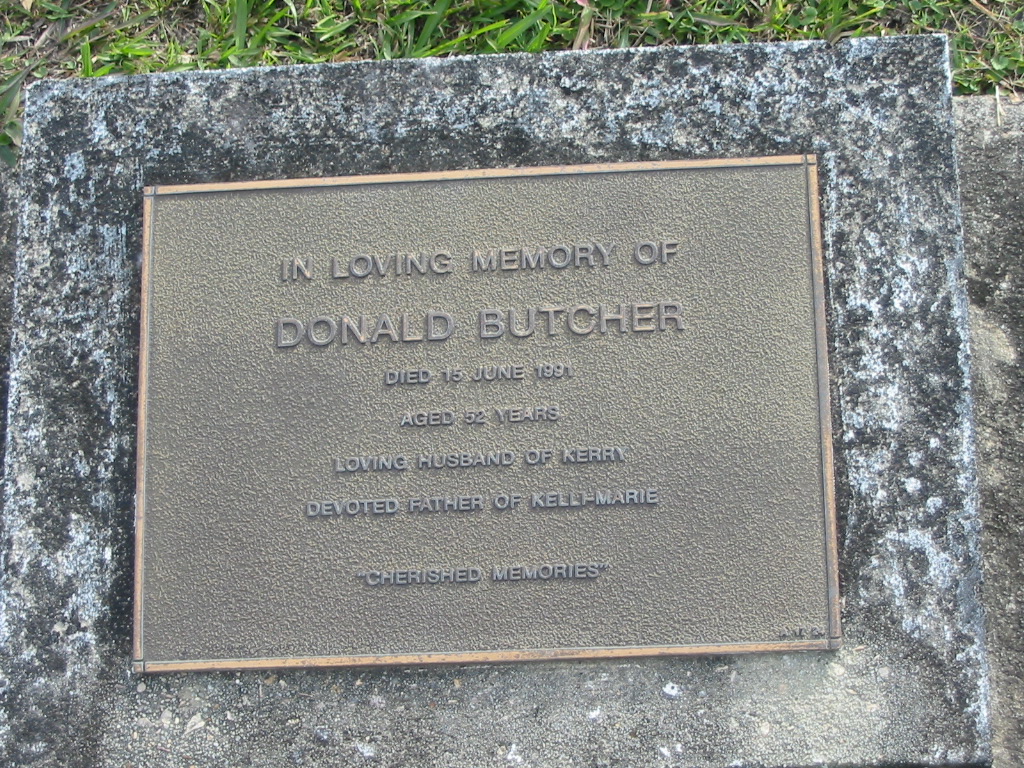 IN LOVING MEMORY OF
DONALD BUTCHER
DIED 15 JUNE 1991
AGED 52 YEARS
LOVING HUSBAND OF KERRY
DEVOTED FATHER OF KELLI-MARIE
"CHERISHED MEMORIES"